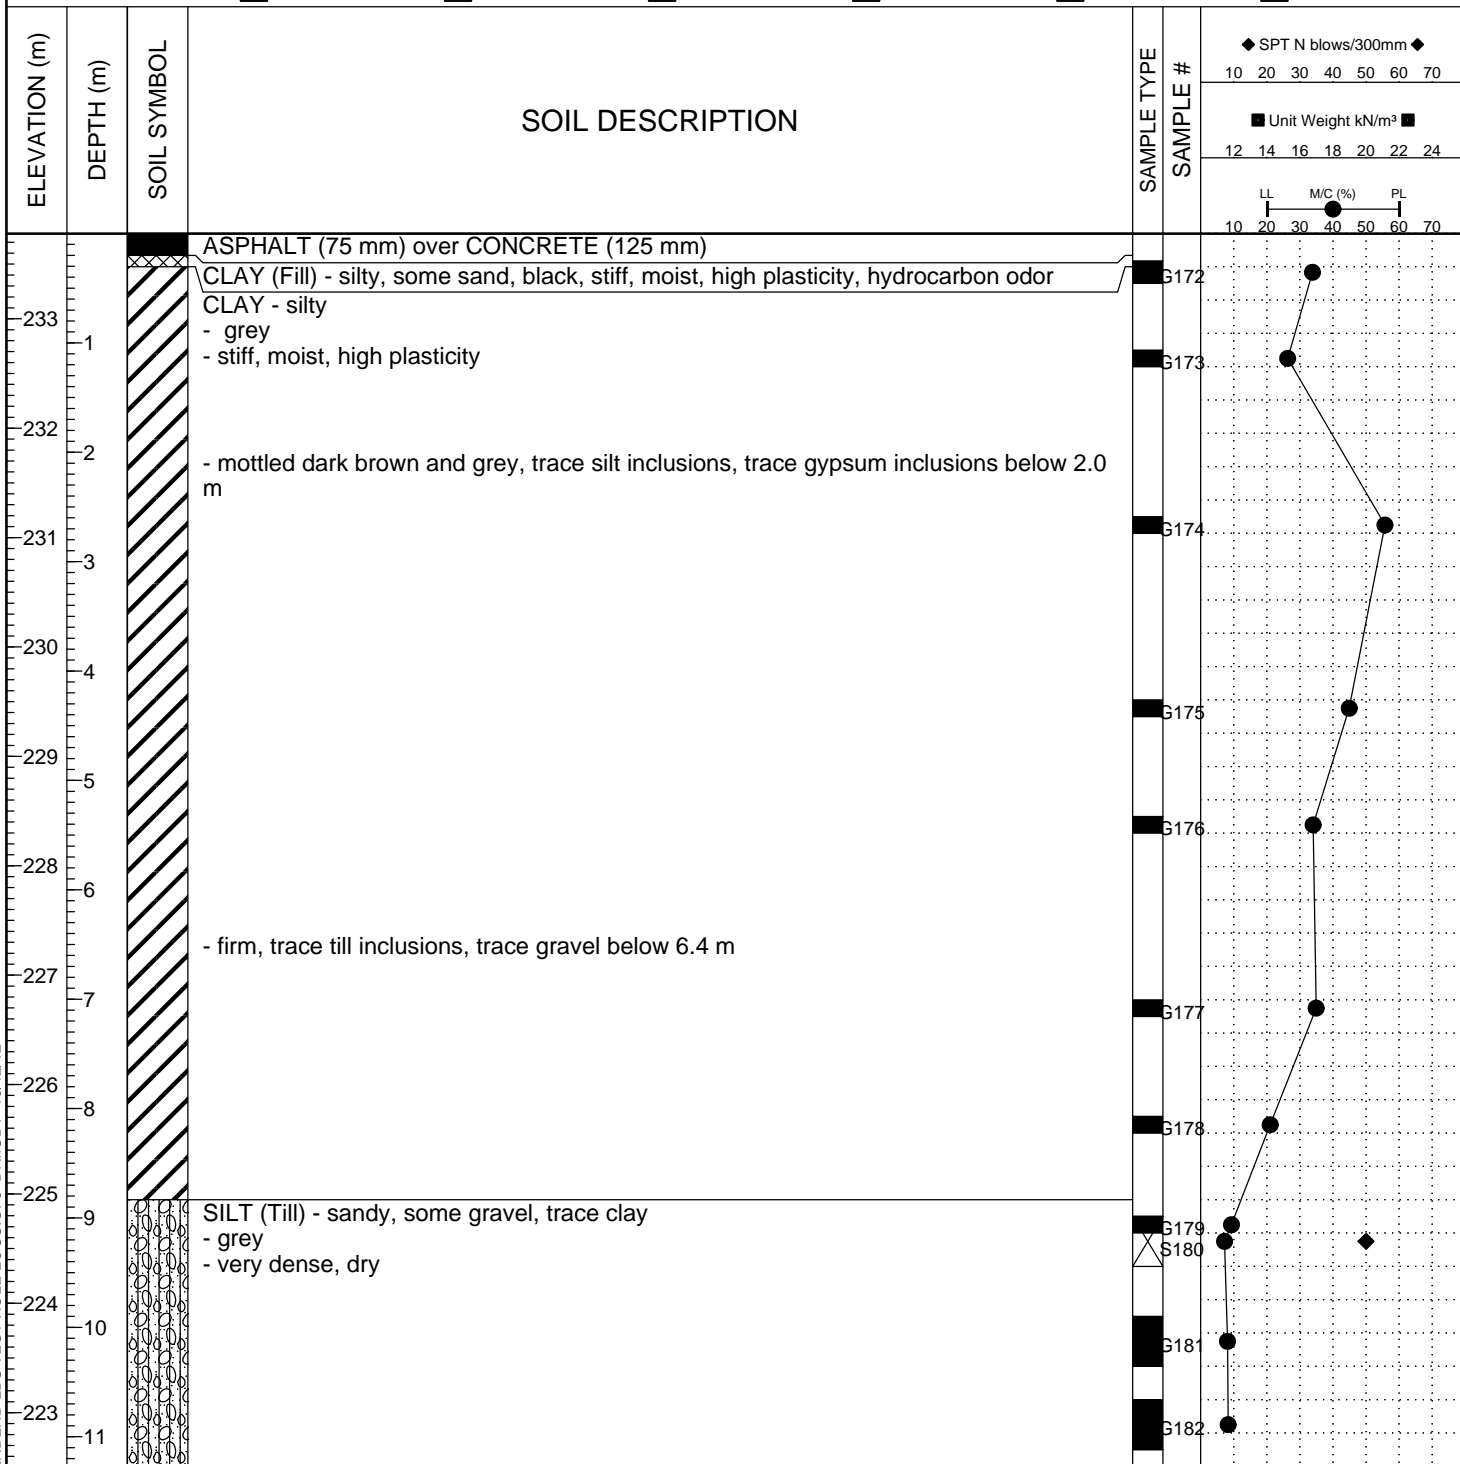 ELEVATION (m)
DEPTH (m)
SOIL SYMBOL
SOIL DESCRIPTION
SAMPLE TYPE
SAMPLE #
◆ SPT N blows/300mm ◆
10 20 30 40 50 60 70
■ Unit Weight kN/m³ ■
12 14 16 18 20 22 24
LL M/C (%) PL
10 20 30 40 50 60 70
ASPHALT (75 mm) over CONCRETE (125 mm)
CLAY (Fill) - silty, some sand, black, stiff, moist, high plasticity, hydrocarbon odor
G172
CLAY - silty
233
- grey
1
- stiff, moist, high plasticity
G173
232
2
- mottled dark brown and grey, trace silt inclusions, trace gypsum inclusions below 2.0
m
G174
231
3
230
4
G175
229
5
G176
228
6
- firm, trace till inclusions, trace gravel below 6.4 m
227
7
G177
226
8
G178
225
9
SILT (Till) - sandy, some gravel, trace clay
G179
- grey
S180
- very dense, dry
224
10
G181
223
G182
11